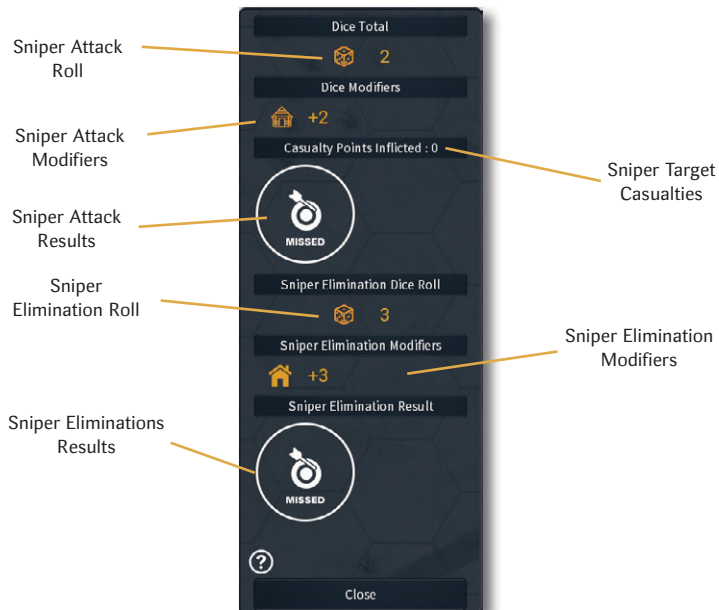 Dice Total
Sniper Attack
Roll
2
Dice Modifiers
Sniper Attack
Modifiers
+2
Casualty Points Inflicted : 0
Sniper Target
Casualties
Sniper Attack
Results
MISSED
Sniper Elimination Dice Roll
Sniper
Elimination Roll
3
Sniper Elimination Modifiers
Sniper Elimination
Modifiers
+3
Sniper Elimination Result
Sniper Eliminations
Results
MISSED
?
Close